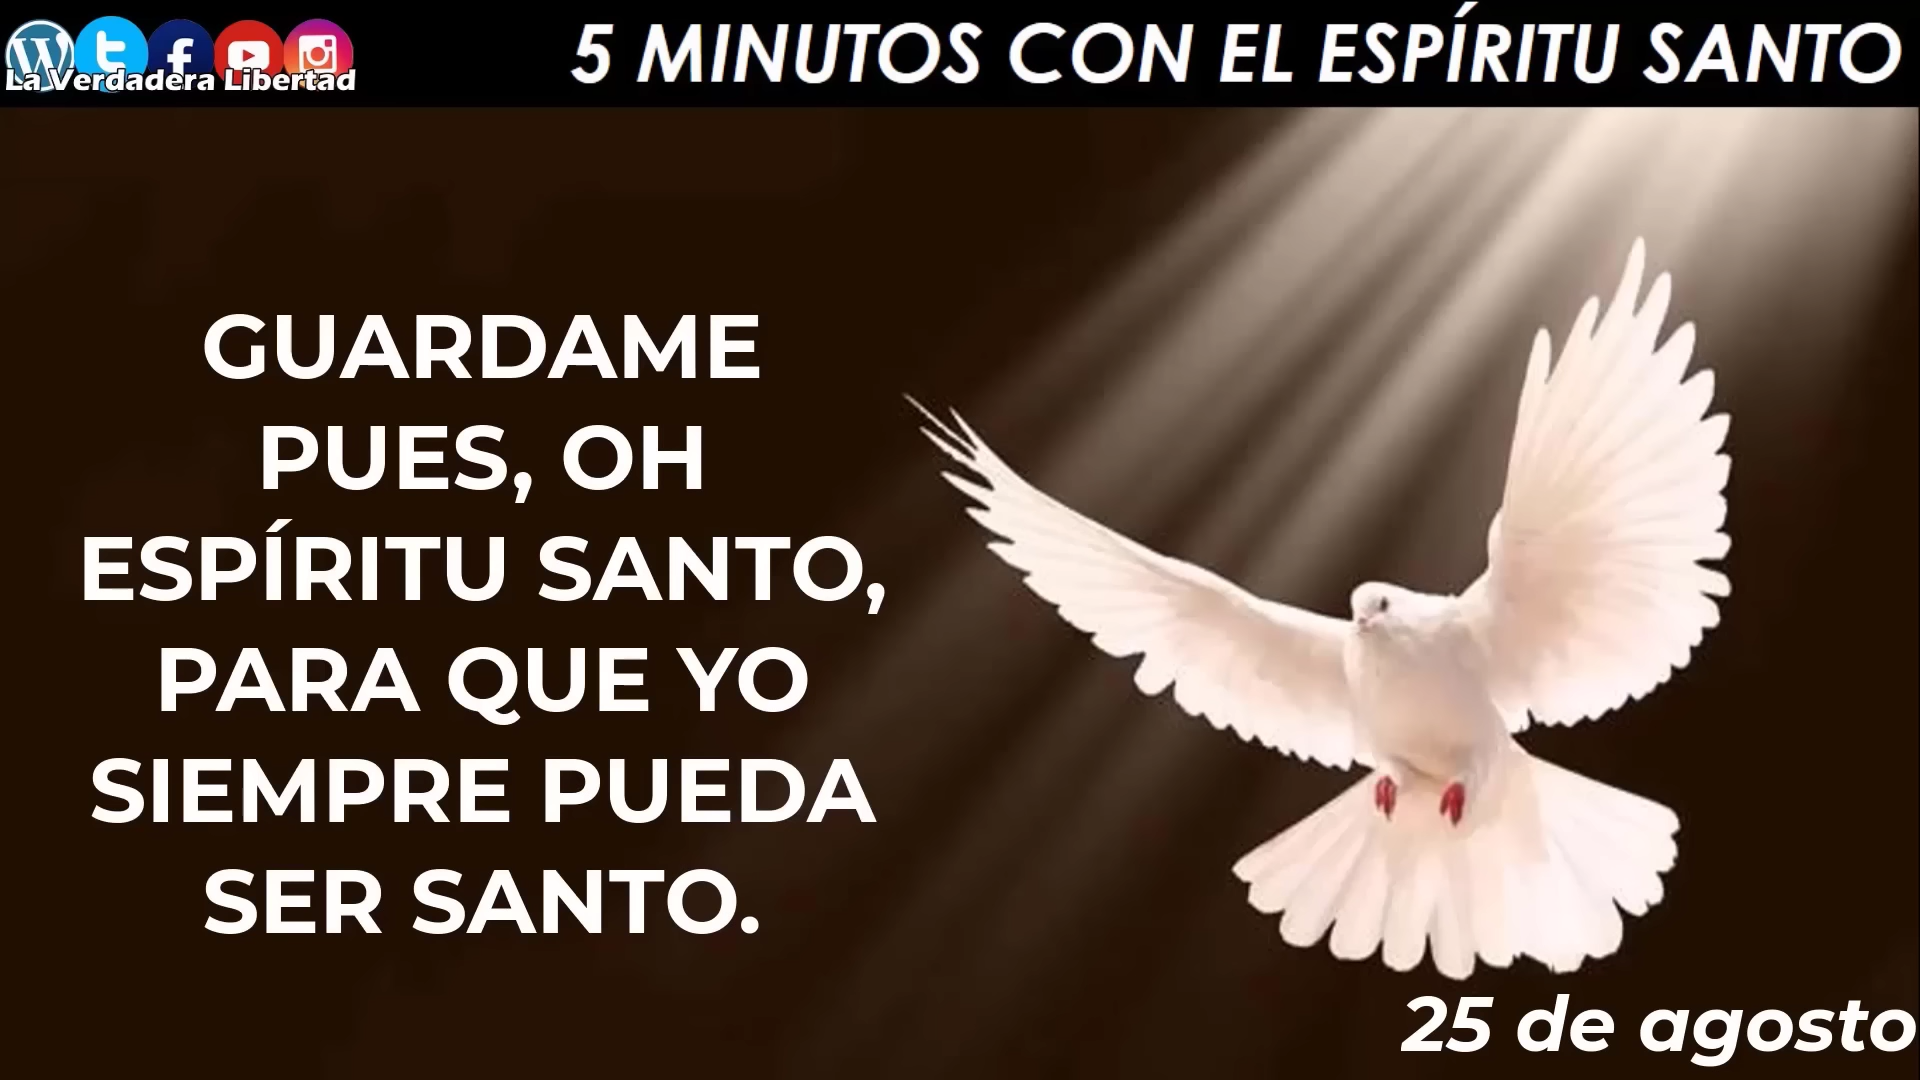 5 MINUTOS CON EL ESPÍRITU SANTO
La Verdadera Libertad
GUARDAME
PUES, OH
ESPÍRITU SANTO,
PARA QUE YO
SIEMPRE PUEDA
SER SANTO.
25 de agosto